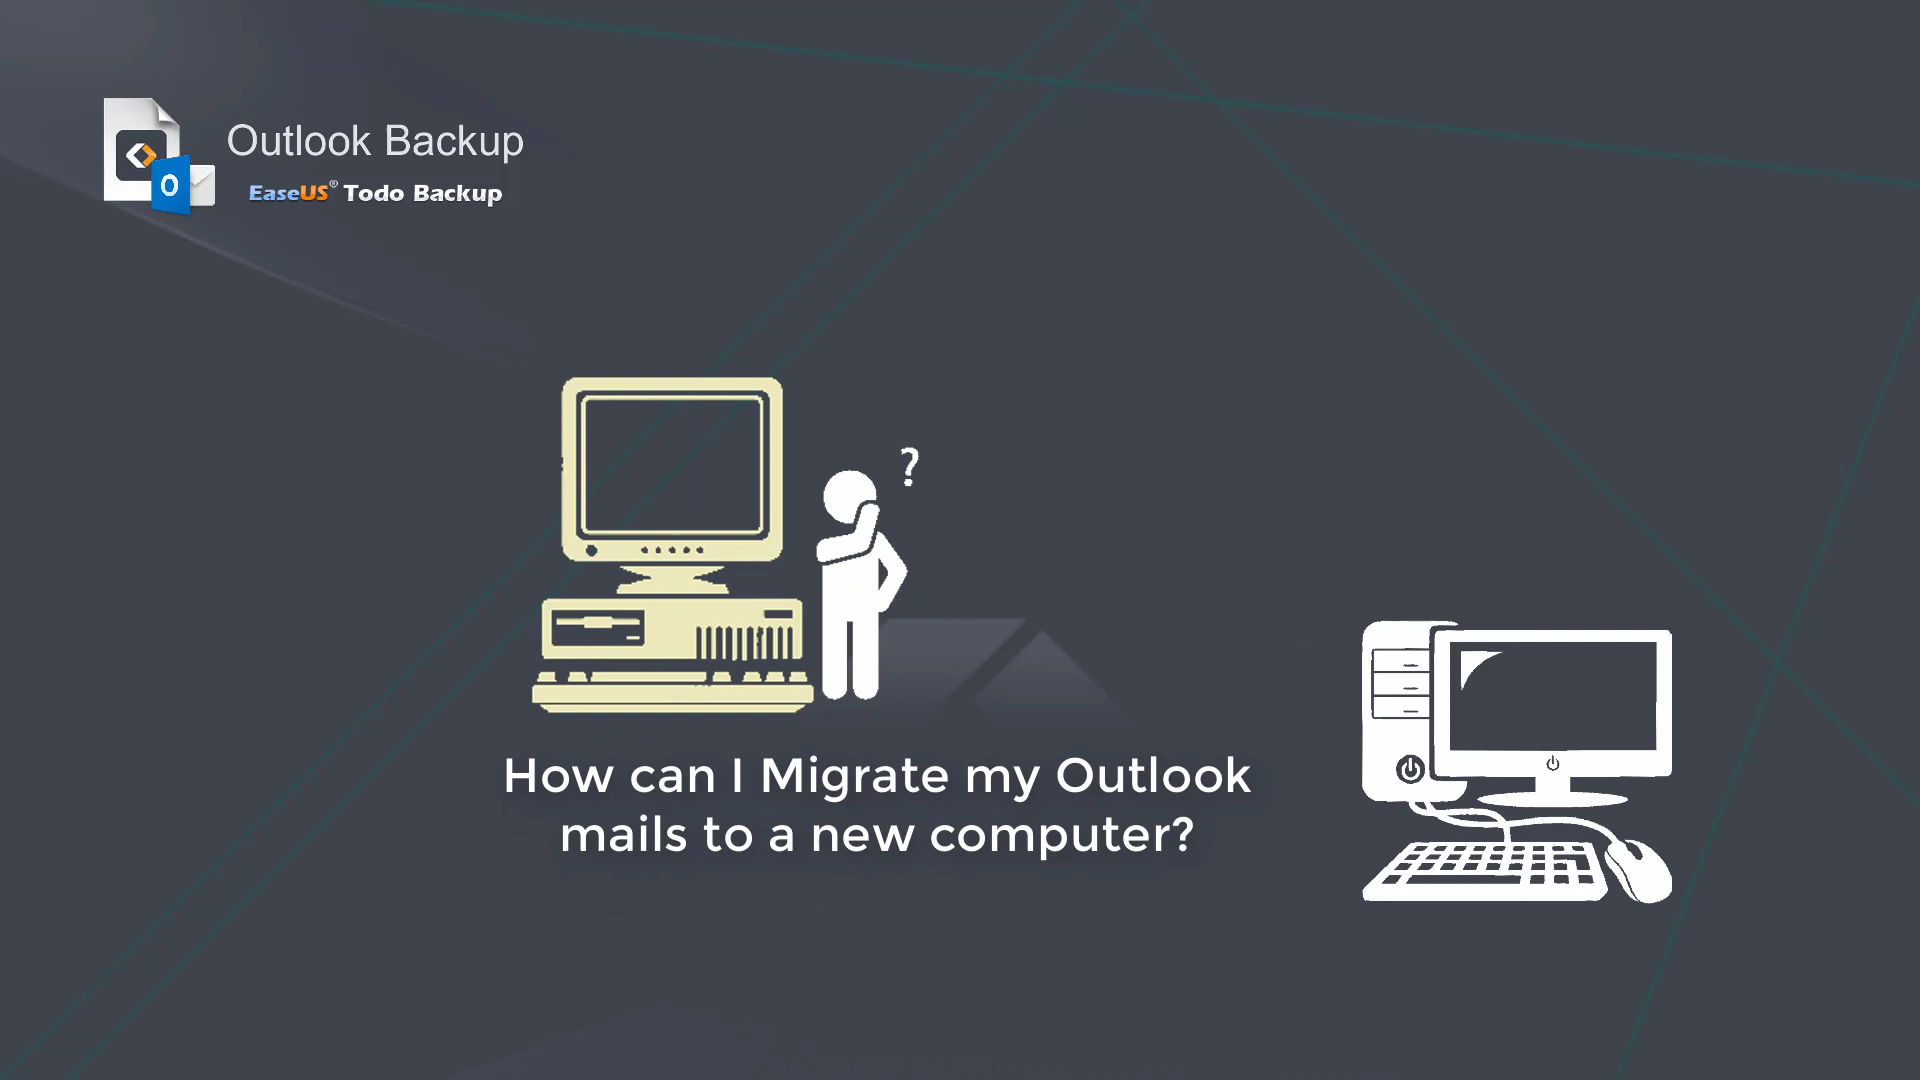 Outlook Backup
EaseUS® Todo Backup
O
?
How can I Migrate my Outlook
mails to a new computer?